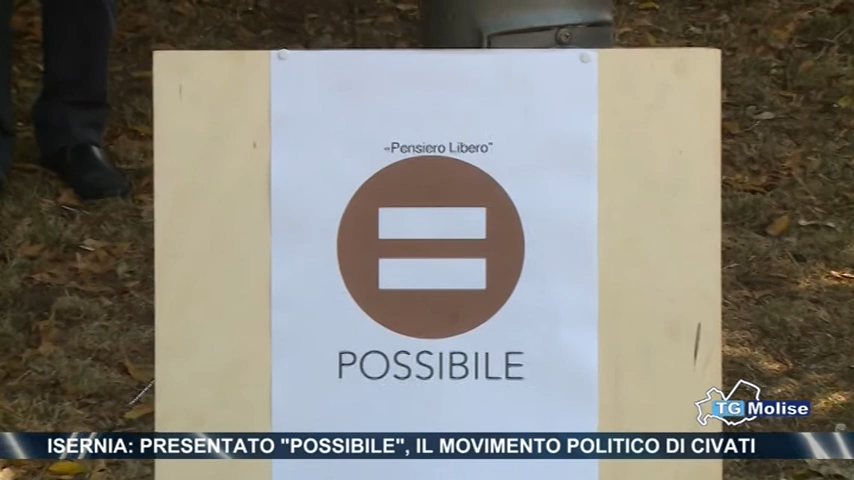 «Pensiero Libero"
POSSIBILE
TG Molise
ISERNIA: PRESENTATO "POSSIBILE", IL MOVIMENTO POLITICO DI CIVATI